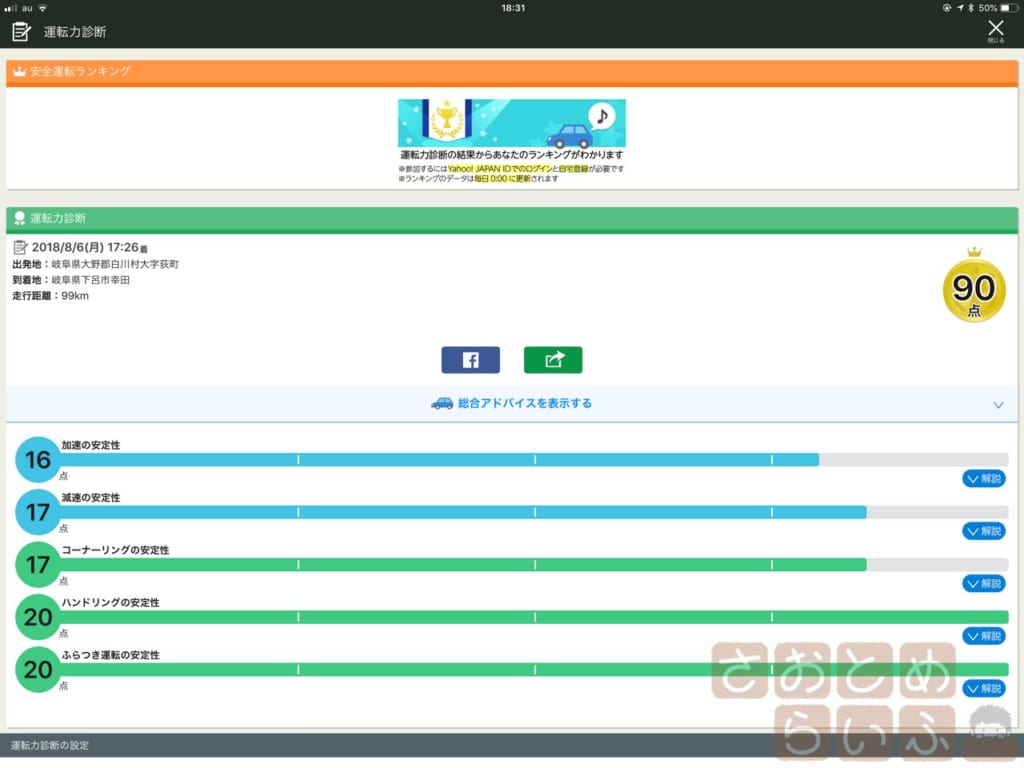 au 18:31 50%
運転力診断
閉じる
安全運転ランキング
運転力診断の結果からあなたのランキングがわかります
※参加するにはYahoo! JAPAN IDでのログインと自宅登録が必要です
※ランキングのデータは毎日 0:00 に更新されます
運転力診断
2018/8/6(月) 17:26着
出発地：岐阜県大野郡白川村大字荻町
到着地：岐阜県下呂市幸田
走行距離：99km
90
点
総合アドバイスを表示する
加速の安定性
16
点
解説
減速の安定性
17
点
解説
コーナーリングの安定性
17
点
解説
ハンドリングの安定性
20
点
解説
ふらつき運転の安定性
20
点
解説
さおとめ
らいふ
運転力診断の設定